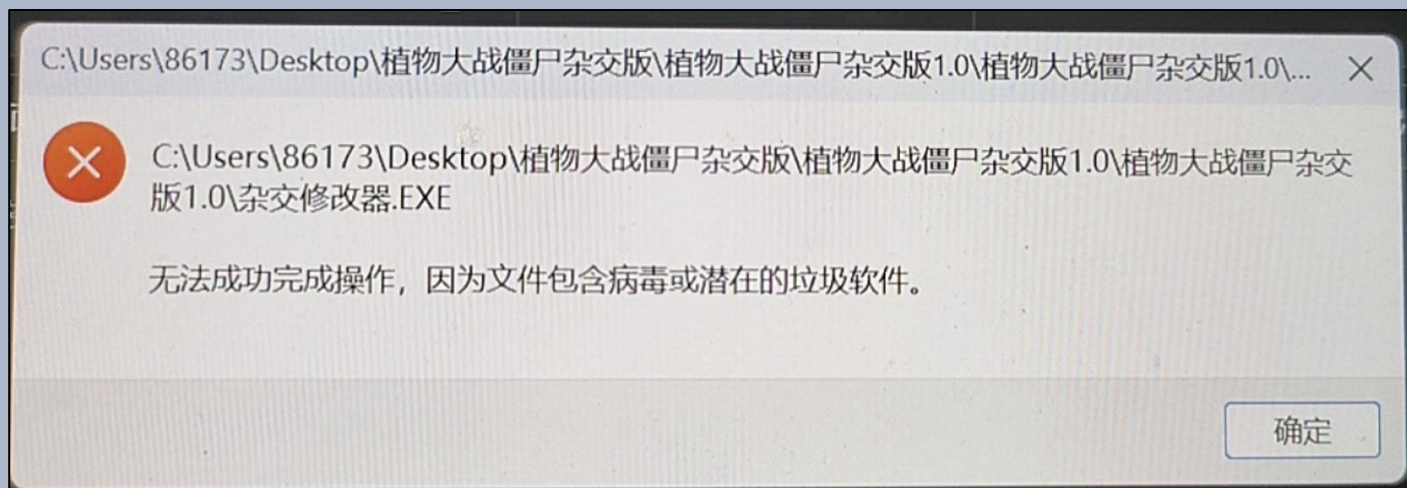 C:\Users\86173\Desktop\植物大战僵尸杂交版\植物大战僵尸杂交版1.0\植物大战僵尸杂交版1.0\...
C:\Users\86173\Desktop\植物大战僵尸杂交版\植物大战僵尸杂交版1.0\植物大战僵尸杂交
版1.0\杂交修改器.EXE
无法成功完成操作，因为文件包含病毒或潜在的垃圾软件。
确定